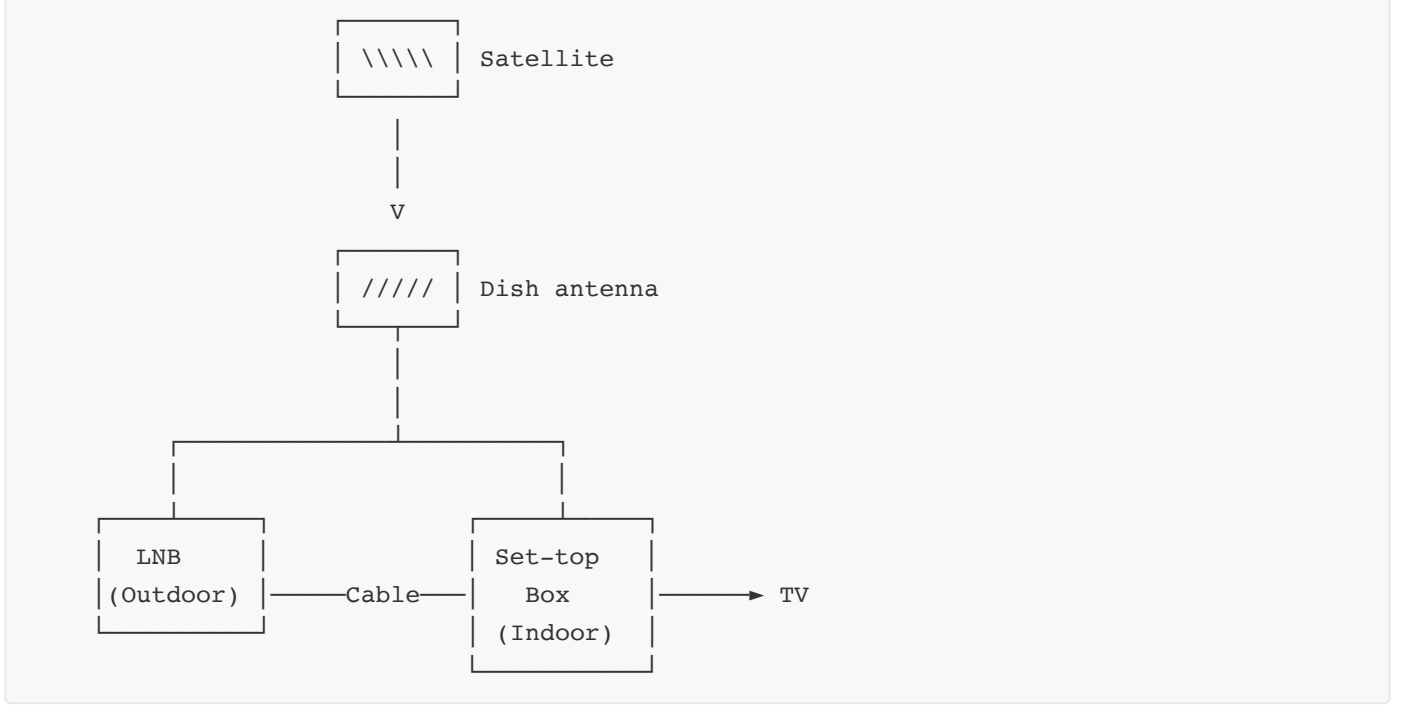 \\\\\ Satellite
V
///// Dish antenna
LNB
(Outdoor)
Cable
Set-top
Box
(Indoor)
TV